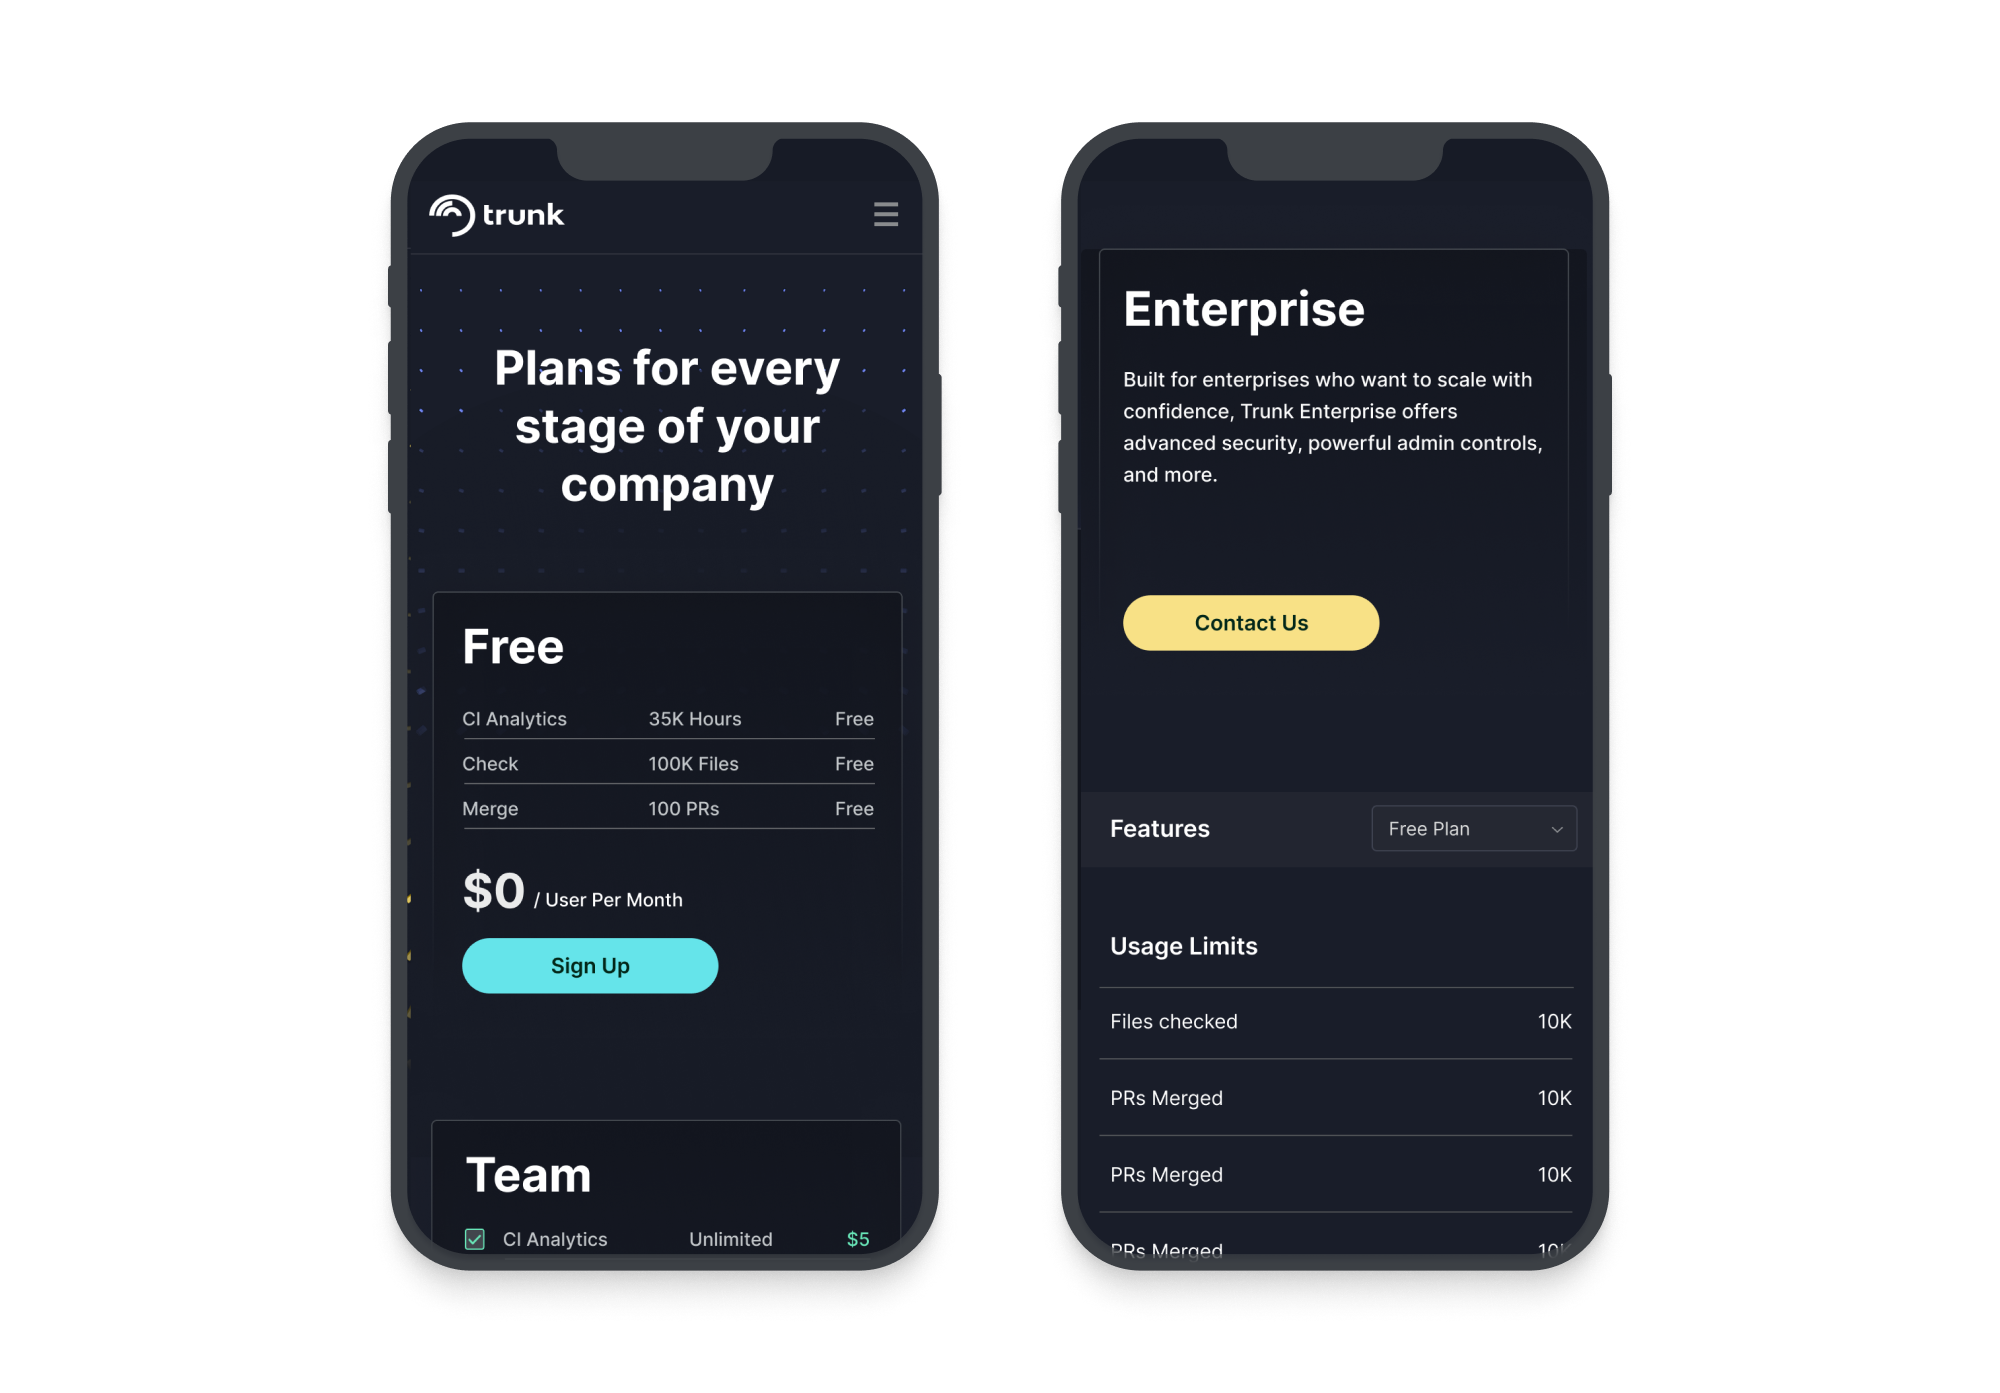 trunk
Plans for every
stage of your
company
Free
CI Analytics 35K Hours Free
Check 100K Files Free
Merge 100 PRs Free
$0 / User Per Month
Sign Up
Team
CI Analytics Unlimited $5
Enterprise
Built for enterprises who want to scale with
confidence, Trunk Enterprise offers
advanced security, powerful admin controls,
and more.
Contact Us
Features Free Plan
Usage Limits
Files checked 10K
PRs Merged 10K
PRs Merged 10K
PRs Merged 10K